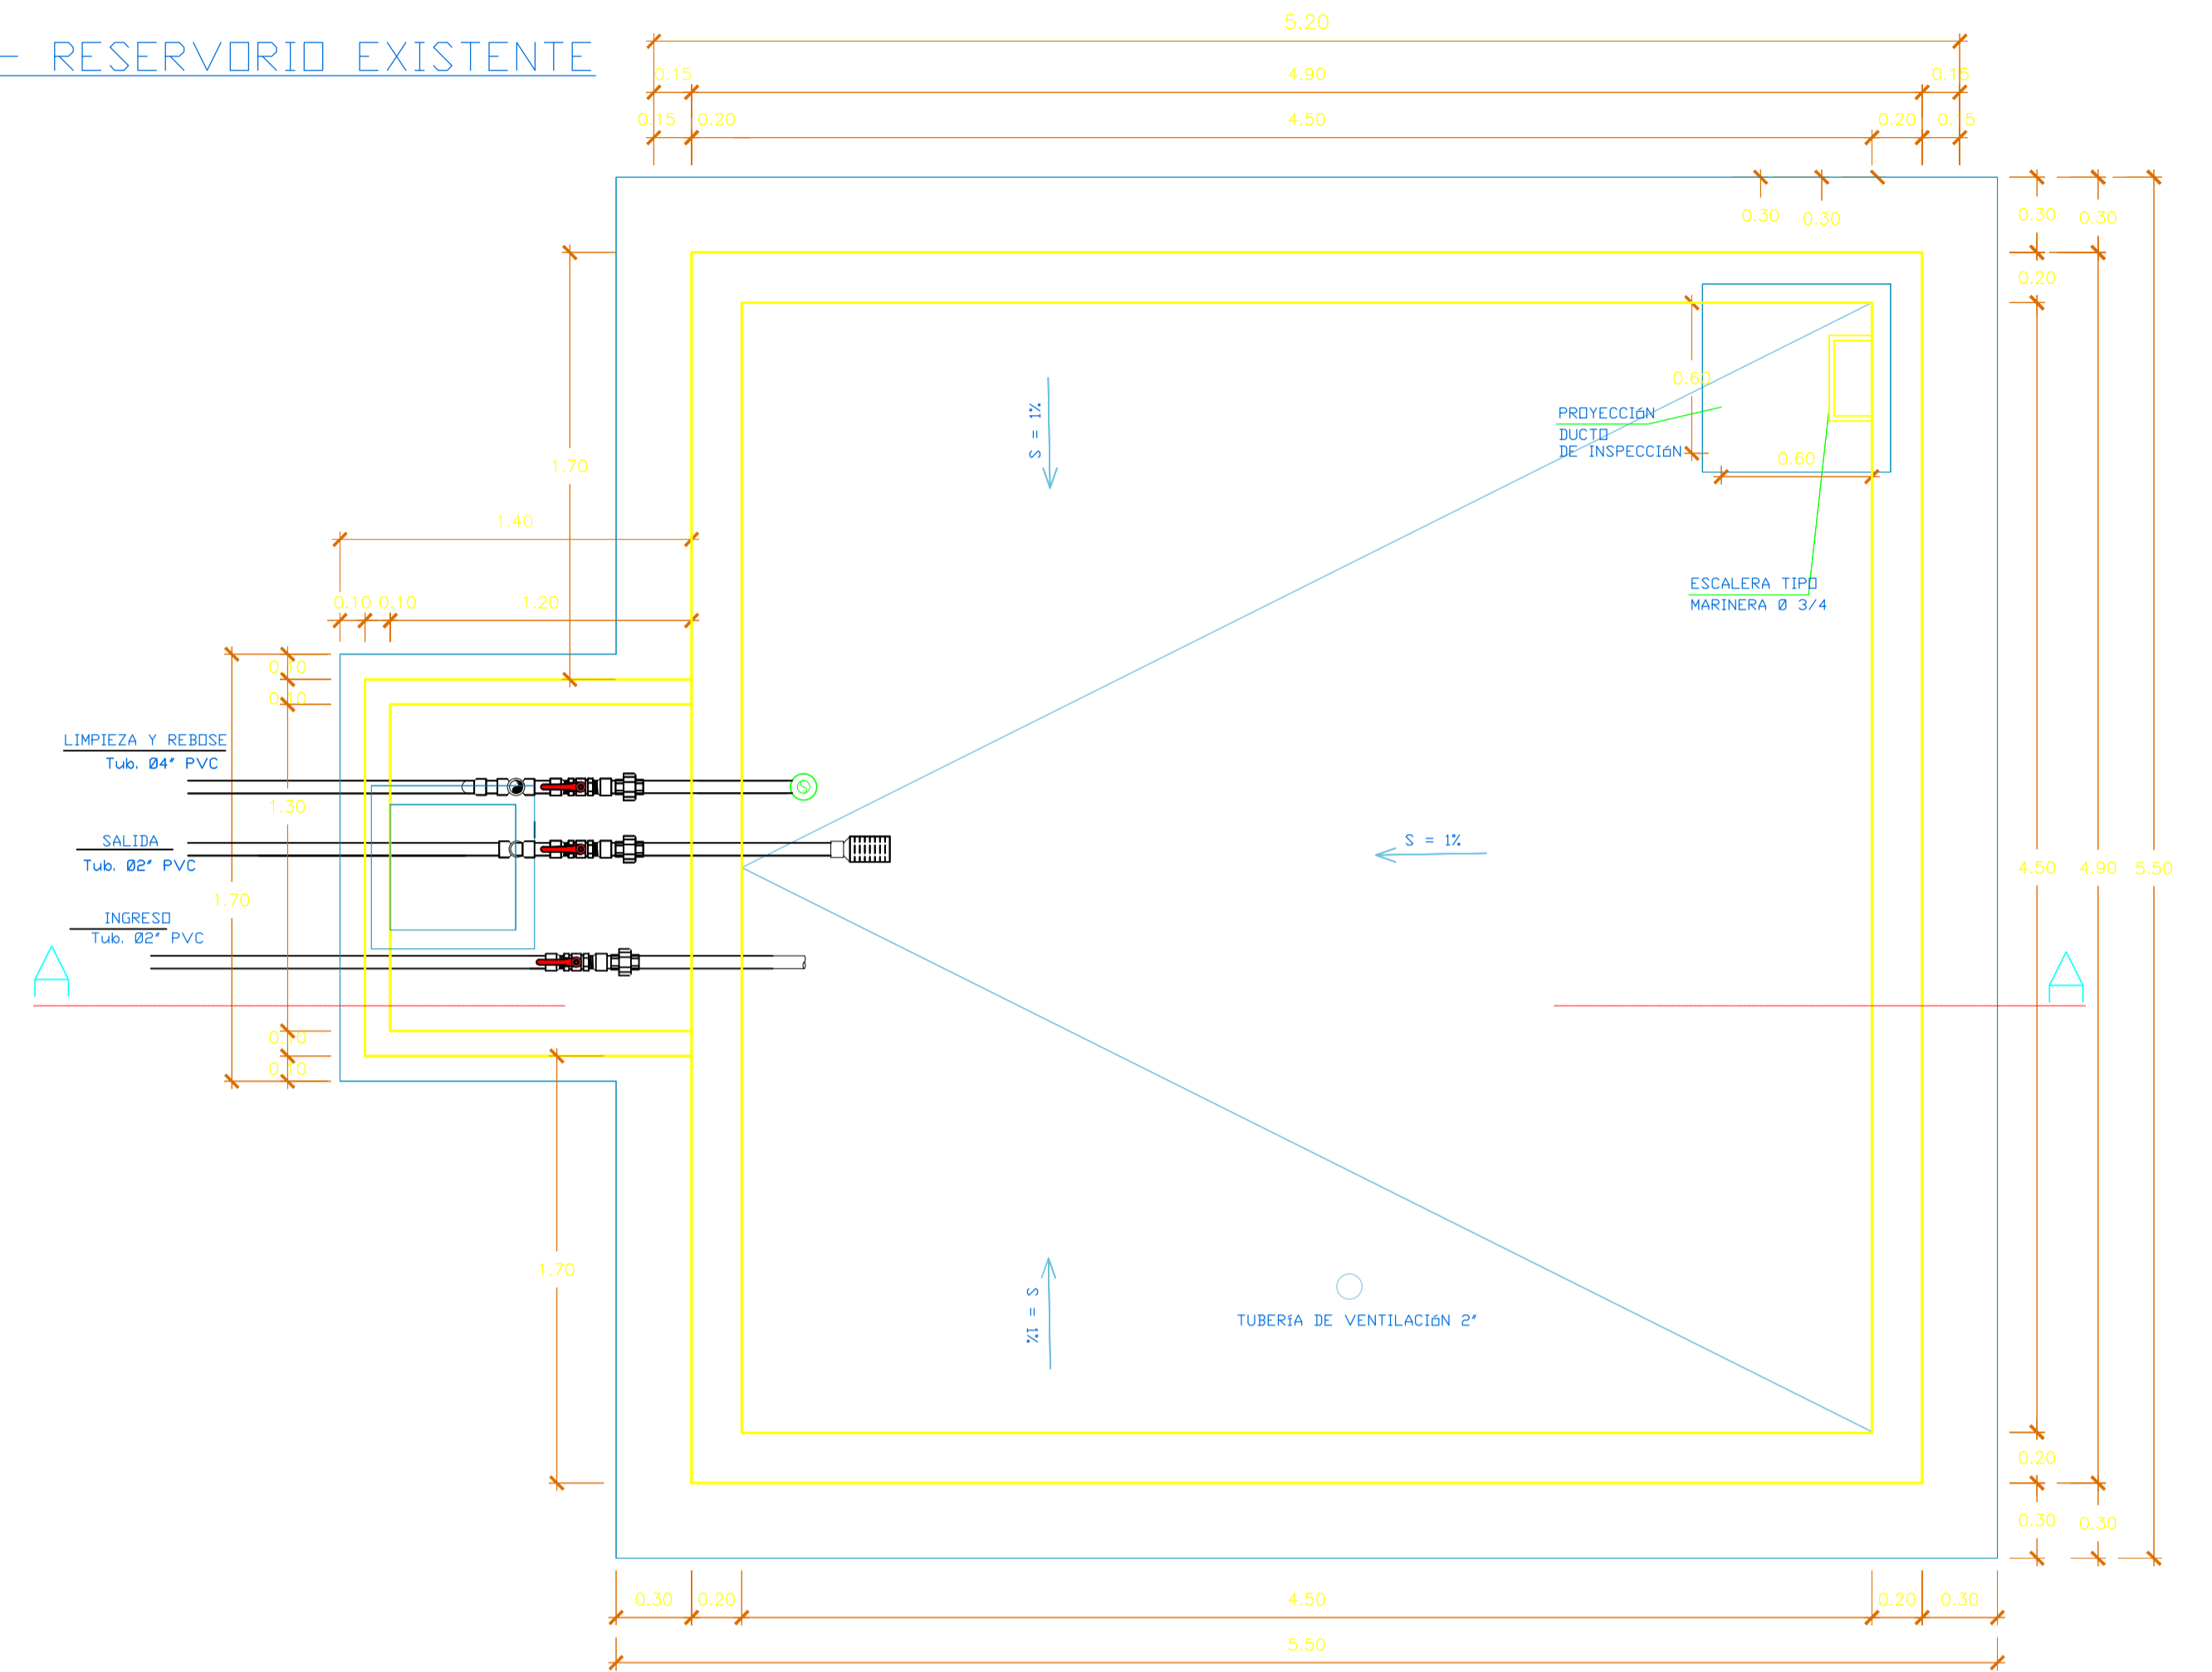 - RESERVORIO EXISTENTE
5.20
0.15
4.90
0.15
0.15
0.20
4.50
0.20
0.15
0.30
0.30
0.30
0.30
0.20
S = 1%
0.60
PROYECCIóN
DUCTO
DE INSPECCIóN
0.60
1.70
1.40
0.10
0.10
1.20
ESCALERA TIPO
MARINERA Ø 3/4
0.10
0.10
LIMPIEZA Y REBOSE
Tub. Ø4" PVC
1.30
SALIDA
Tub. Ø2" PVC
S = 1%
4.50
4.90
5.50
1.70
INGRESO
Tub. Ø2" PVC
A
A
0.10
0.10
1.70
S = 1%
TUBERíA DE VENTILACIóN 2"
0.20
0.30
0.30
0.30
0.20
4.50
0.20
0.30
5.50